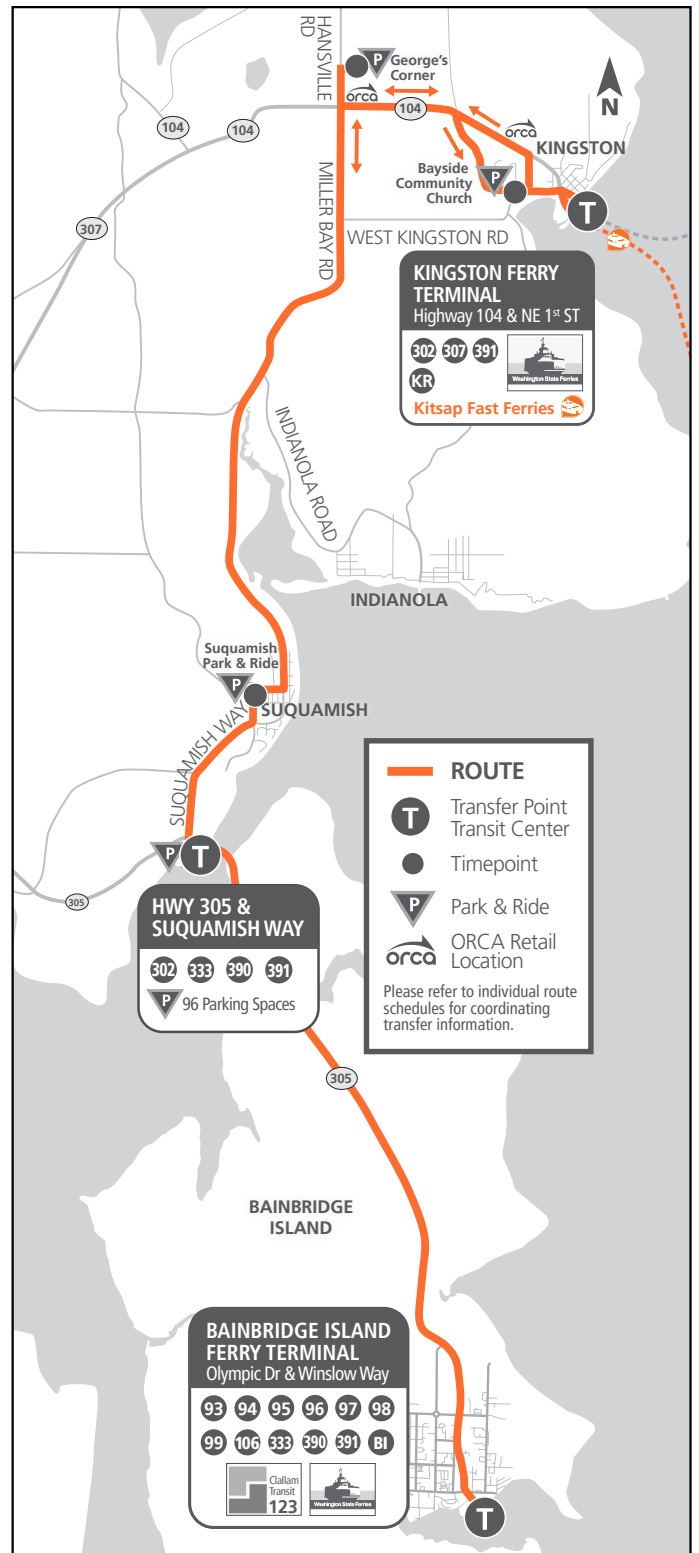 HANSVILLE
RD
P
George's
Corner
orca
104
104
104
orca
N
KINGSTON
Bayside
Community
Church
P
T
307
MILLER BAY RD
WEST KINGSTON RD
KINGSTON FERRY
TERMINAL
Highway 104 & NE 1st ST
302 307 391
KR
Washington State Ferries
Kitsap Fast Ferries
INDIANOLA ROAD
INDIANOLA
Suquamish
Park & Ride
P
SUQUAMISH
SUQUAMISH WAY
P
T
305
HWY 305 &
SUQUAMISH WAY
302 333 390 391
P 96 Parking Spaces
ROUTE
T Transfer Point
Transit Center
Timepoint
P Park & Ride
orca ORCA Retail
Location
Please refer to individual route
schedules for coordinating
transfer information.
305
BAINBRIDGE
ISLAND
BAINBRIDGE ISLAND
FERRY TERMINAL
Olympic Dr & Winslow Way
93 94 95 96 97 98
99 106 333 390 391 BI
Clallam
Transit
123
Washington State Ferries
T